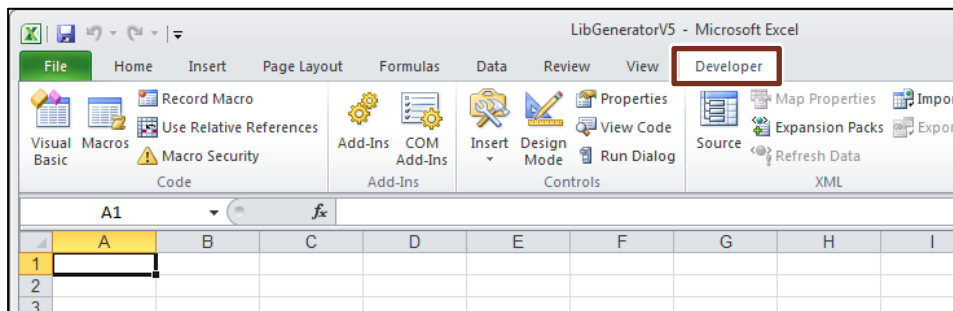 LibGeneratorV5 - Microsoft Excel
File Home Insert Page Layout Formulas Data Review View Developer
Record Macro
Use Relative References
Macro Security
Visual Basic
Macros
Code
Add-Ins
COM Add-Ins
Add-Ins
Insert
Design Mode
Properties
View Code
Run Dialog
Controls
Source
Map Properties
Expansion Packs
Refresh Data
Impor
Expor
XML
A1 fx
A B C D E F G H I
1
2
3